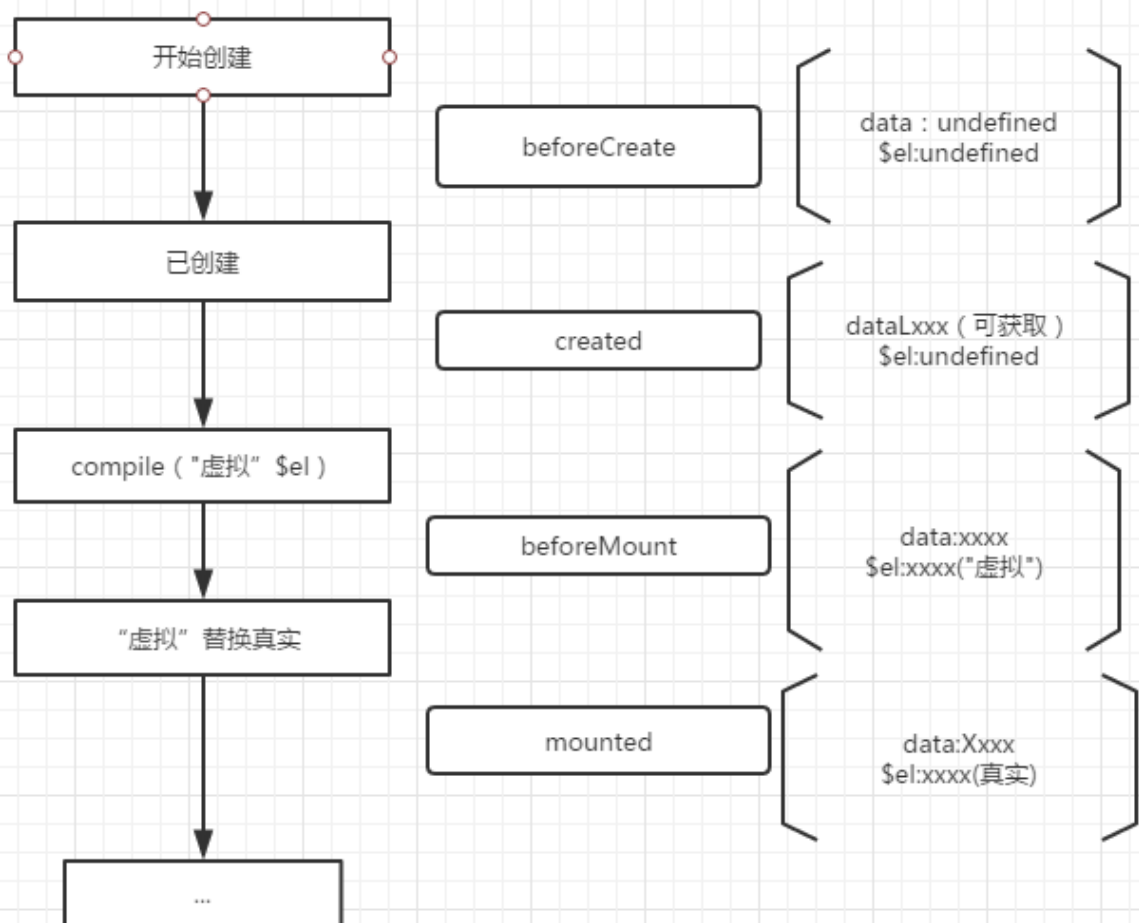 开始创建
beforeCreate
data：undefined
$el:undefined
已创建
created
dataLxxx（可获取）
$el:undefined
compile（"虚拟”$el）
beforeMount
data:xxxx
$el:xxxx("虚拟")
“虚拟”替换真实
mounted
data:Xxxx
$el:xxxx(真实)
...